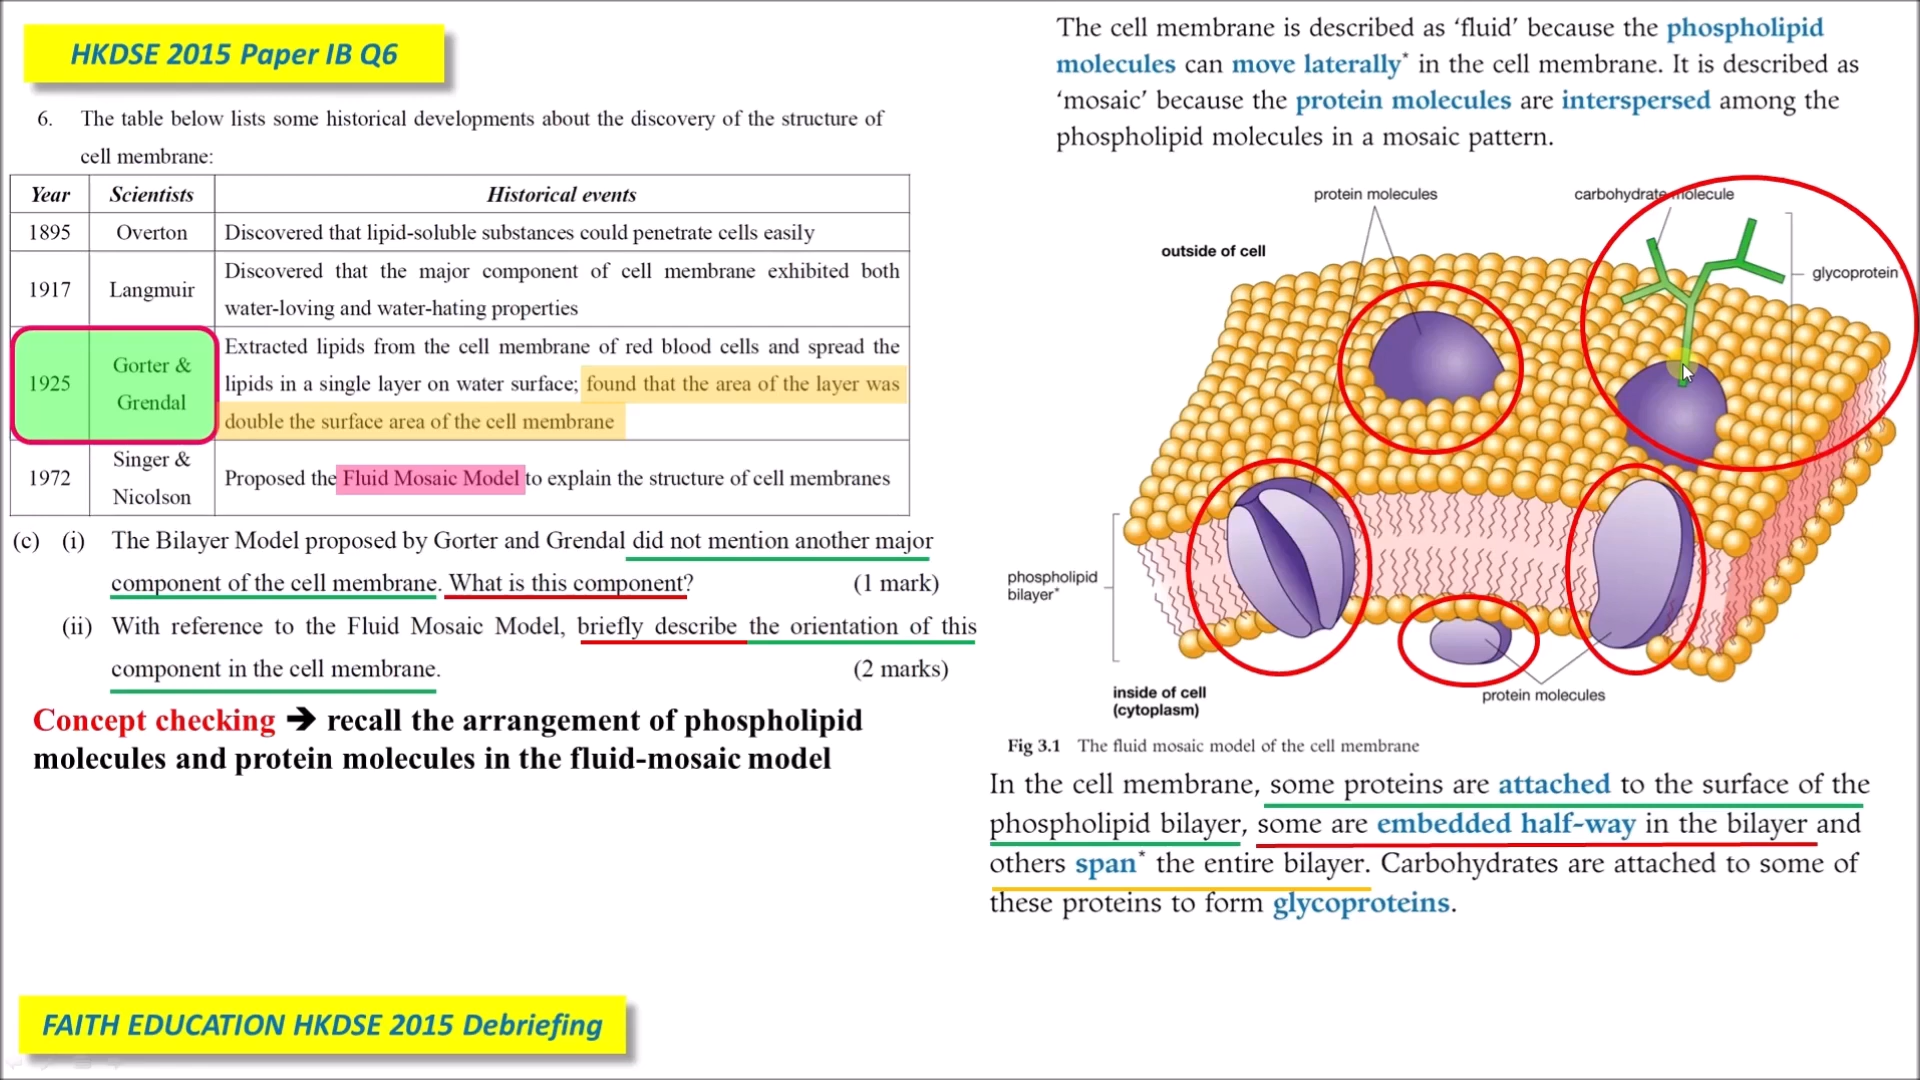 HKDSE 2015 Paper IB Q6
6. The table below lists some historical developments about the discovery of the structure of
cell membrane:
Year Scientists Historical events
1895 Overton Discovered that lipid-soluble substances could penetrate cells easily
1917 Langmuir Discovered that the major component of cell membrane exhibited both
water-loving and water-hating properties
1925 Gorter & Grendal Extracted lipids from the cell membrane of red blood cells and spread the
lipids in a single layer on water surface; found that the area of the layer was
double the surface area of the cell membrane
1972 Singer & Nicolson Proposed the Fluid Mosaic Model to explain the structure of cell membranes
(c) (i) The Bilayer Model proposed by Gorter and Grendal did not mention another major
component of the cell membrane. What is this component? (1 mark)
(ii) With reference to the Fluid Mosaic Model, briefly describe the orientation of this
component in the cell membrane. (2 marks)
Concept checking ➔ recall the arrangement of phospholipid
molecules and protein molecules in the fluid-mosaic model
FAITH EDUCATION HKDSE 2015 Debriefing
The cell membrane is described as ‘fluid’ because the phospholipid
molecules can move laterally* in the cell membrane. It is described as
‘mosaic’ because the protein molecules are interspersed among the
phospholipid molecules in a mosaic pattern.
protein molecules
carbohydrate molecule
outside of cell
glycoprotein
phospholipid
bilayer*
inside of cell
(cytoplasm)
protein molecules
Fig 3.1 The fluid mosaic model of the cell membrane
In the cell membrane, some proteins are attached to the surface of the
phospholipid bilayer, some are embedded half-way in the bilayer and
others span* the entire bilayer. Carbohydrates are attached to some of
these proteins to form glycoproteins.